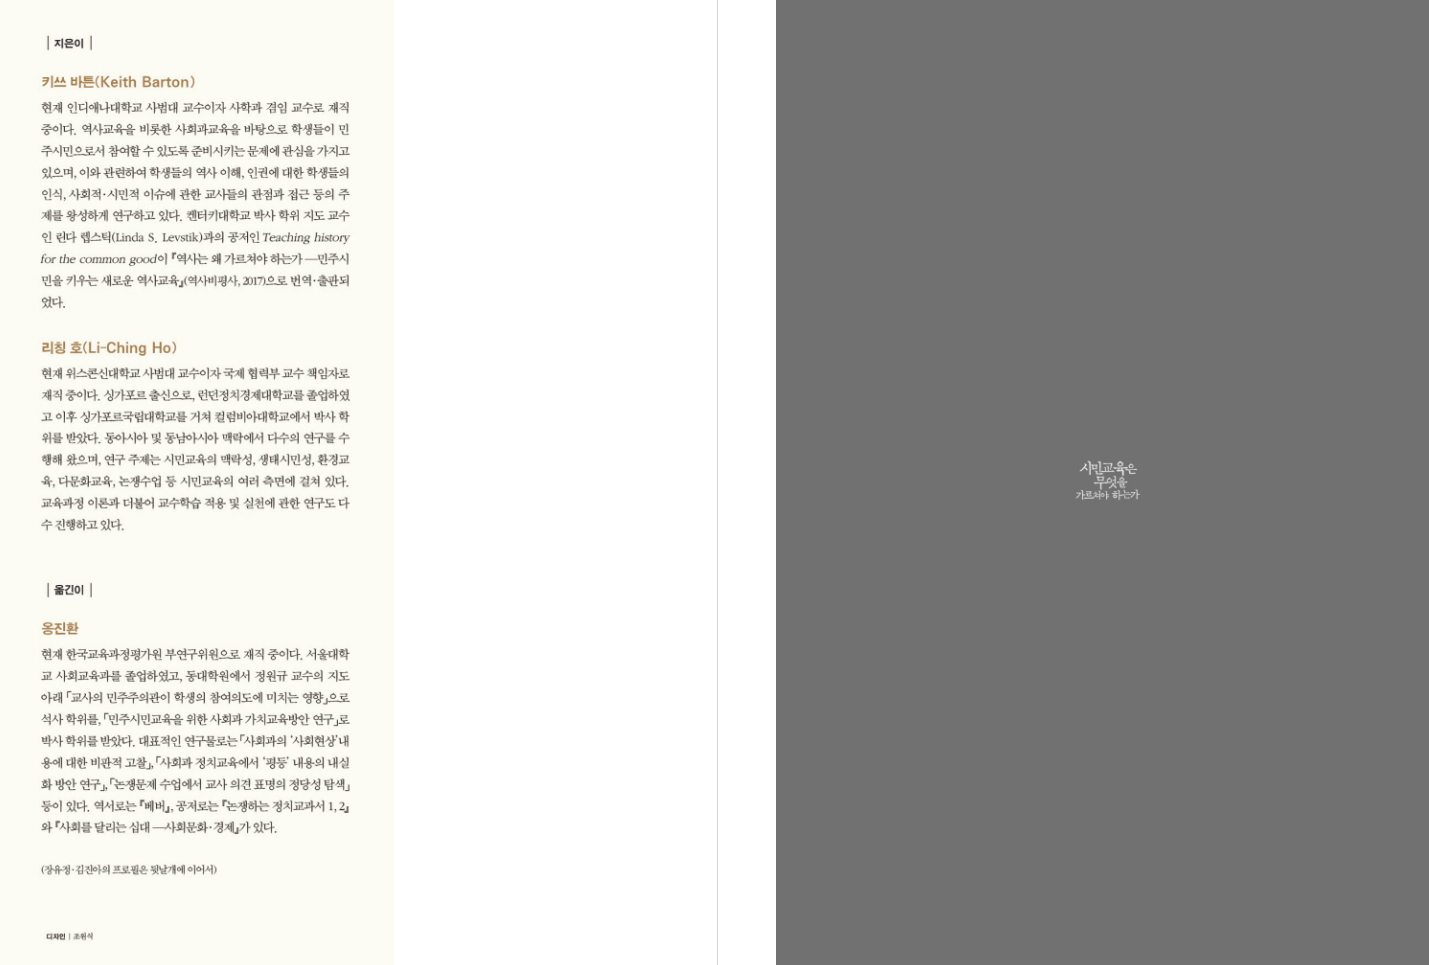 | 지은이 |
키쓰 바튼(Keith Barton)
현재 인디애나대학교 사범대 교수이자 사학과 겸임 교수로 재직
중이다. 역사교육을 비롯한 사회과교육을 바탕으로 학생들이 민
주시민으로서 참여할 수 있도록 준비시키는 문제에 관심을 가지고
있으며, 이와 관련하여 학생들의 역사 이해, 인권에 대한 학생들의
인식, 사회적·시민적 이슈에 관한 교사들의 관점과 접근 등의 주
제를 왕성하게 연구하고 있다. 켄터키대학교 박사 학위 지도 교수
인 린다 렙스틱(Linda S. Levstik)과의 공저인 Teaching history
for the common good이 『역사는 왜 가르쳐야 하는가 —민주시
민을 키우는 새로운 역사교육』(역사비평사, 2017)으로 번역·출판되
었다.
리칭 호(Li-Ching Ho)
현재 위스콘신대학교 사범대 교수이자 국제 협력부 교수 책임자로
재직 중이다. 싱가포르 출신으로, 런던정치경제대학교를 졸업하였
고 이후 싱가포르국립대학교를 거쳐 컬럼비아대학교에서 박사 학
위를 받았다. 동아시아 및 동남아시아 맥락에서 다수의 연구를 수
행해 왔으며, 연구 주제는 시민교육의 맥락성, 생태시민성, 환경교
육, 다문화교육, 논쟁수업 등 시민교육의 여러 측면에 걸쳐 있다.
교육과정 이론과 더불어 교수학습 적용 및 실천에 관한 연구도 다
수 진행하고 있다.
| 옮긴이 |
옹진환
현재 한국교육과정평가원 부연구위원으로 재직 중이다. 서울대학
교 사회교육과를 졸업하였고, 동대학원에서 정원규 교수의 지도
아래 「교사의 민주주의관이 학생의 참여의도에 미치는 영향」으로
석사 학위를, 「민주시민교육을 위한 사회과 가치교육방안 연구」로
박사 학위를 받았다. 대표적인 연구물로는 「사회과의 '사회현상' 내
용에 대한 비판적 고찰」, 「사회과 정치교육에서 '평등' 내용의 내실
화 방안 연구」, 「논쟁문제 수업에서 교사 의견 표명의 정당성 탐색」
등이 있다. 역서로는 『베버』, 공저로는 『논쟁하는 정치교과서 1, 2』
와 『사회를 달리는 십대 —사회문화·경제』가 있다.
(장유정·김진아의 프로필은 뒷날개에 이어서)
디자인 | 조원식
시민교육은
무엇을
가르쳐야 하는가